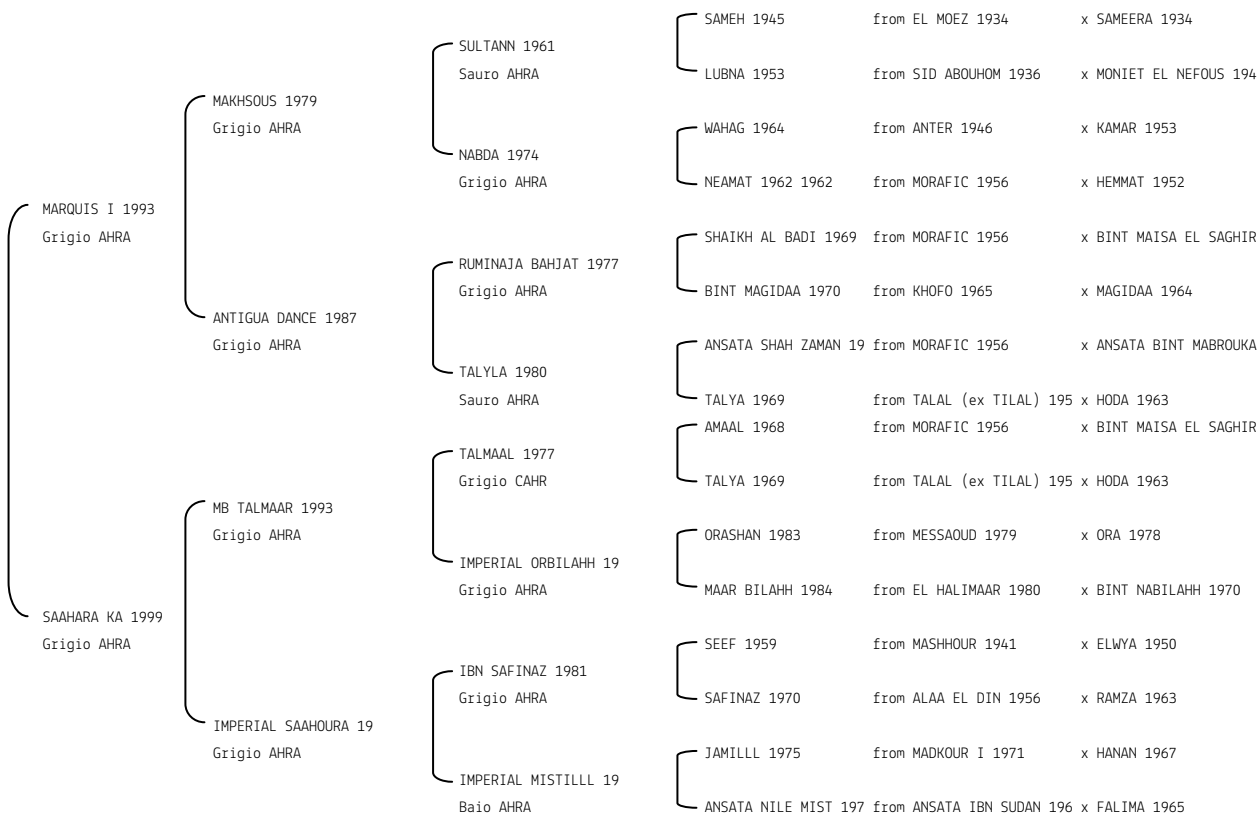 SAMEH 1945 from EL MOEZ 1934 x SAMEERA 1934
SULTANN 1961
Sauro AHRA LUBNA 1953 from SID ABOUHOM 1936 x MONIET EL NEFOUS 194
MAKHSOUS 1979
Grigio AHRA WAHAG 1964 from ANTER 1946 x KAMAR 1953
NABDA 1974
Grigio AHRA NEAMAT 1962 1962 from MORAFIC 1956 x HEMMAT 1952
MARQUIS I 1993
Grigio AHRA SHAIKH AL BADI 1969 from MORAFIC 1956 x BINT MAISA EL SAGHIR
RUMINAJA BAHJAT 1977
Grigio AHRA BINT MAGIDAA 1970 from KHOFO 1965 x MAGIDAA 1964
ANTIGUA DANCE 1987
Grigio AHRA ANSATA SHAH ZAMAN 19 from MORAFIC 1956 x ANSATA BINT MABROUKA
TALYLA 1980
Sauro AHRA TALYA 1969 from TALAL (ex TILAL) 195 x HODA 1963
AMAAL 1968 from MORAFIC 1956 x BINT MAISA EL SAGHIR
TALMAAL 1977
Grigio CAHR TALYA 1969 from TALAL (ex TILAL) 195 x HODA 1963
MB TALMAAR 1993
Grigio AHRA ORASHAN 1983 from MESSAOUD 1979 x ORA 1978
IMPERIAL ORBILAHH 19
Grigio AHRA MAAR BILAHH 1984 from EL HALIMAAR 1980 x BINT NABILAHH 1970
SAAHARA KA 1999
Grigio AHRA SEEF 1959 from MASHHOUR 1941 x ELWYA 1950
IBN SAFINAZ 1981
Grigio AHRA SAFINAZ 1970 from ALAA EL DIN 1956 x RAMZA 1963
IMPERIAL SAAHOURA 19
Grigio AHRA JAMILLL 1975 from MADKOUR I 1971 x HANAN 1967
IMPERIAL MISTILLL 19
Baio AHRA ANSATA NILE MIST 197 from ANSATA IBN SUDAN 196 x FALIMA 1965